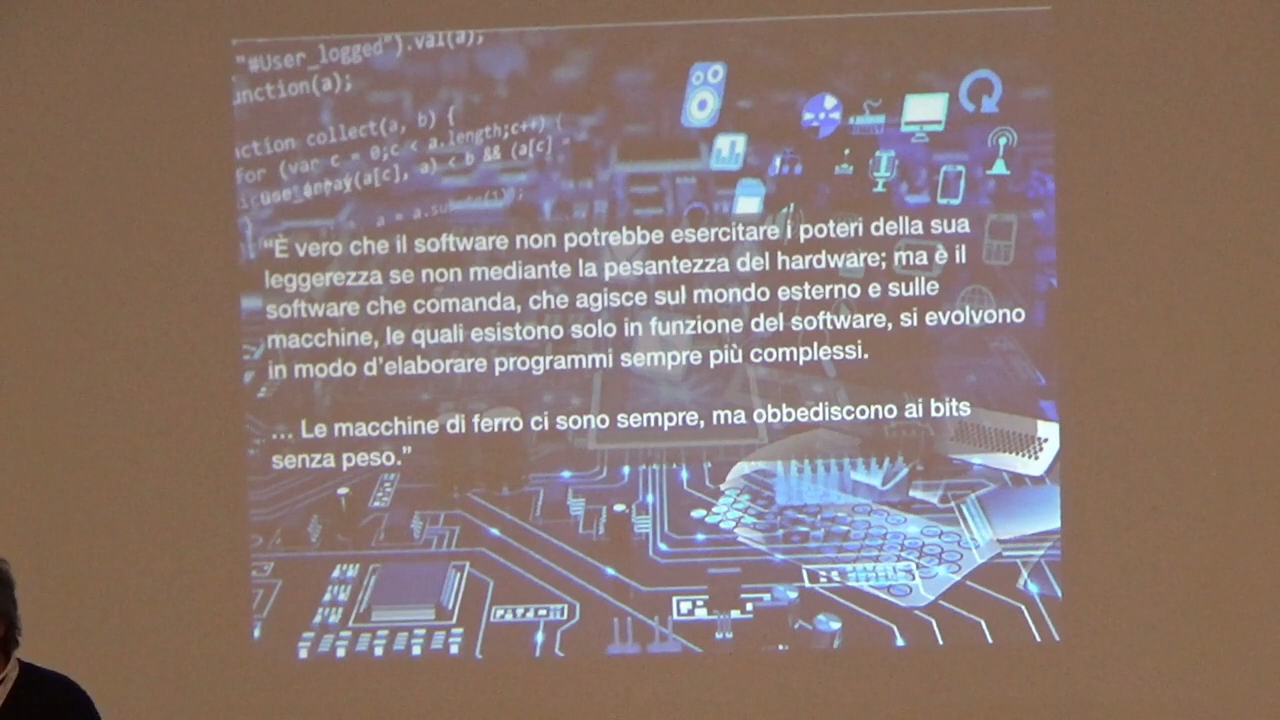 "#User_logged").val(a);
unction(a);
ction collect(a, b) {
for (var c = 0;c < a.length;c++) {
use_array(a[c], a) < b && (a[c] =
a = a.su
“È vero che il software non potrebbe esercitare i poteri della sua
leggerezza se non mediante la pesantezza del hardware; ma è il
software che comanda, che agisce sul mondo esterno e sulle
macchine, le quali esistono solo in funzione del software, si evolvono
in modo d’elaborare programmi sempre più complessi.
... Le macchine di ferro ci sono sempre, ma obbediscono ai bits
senza peso.”